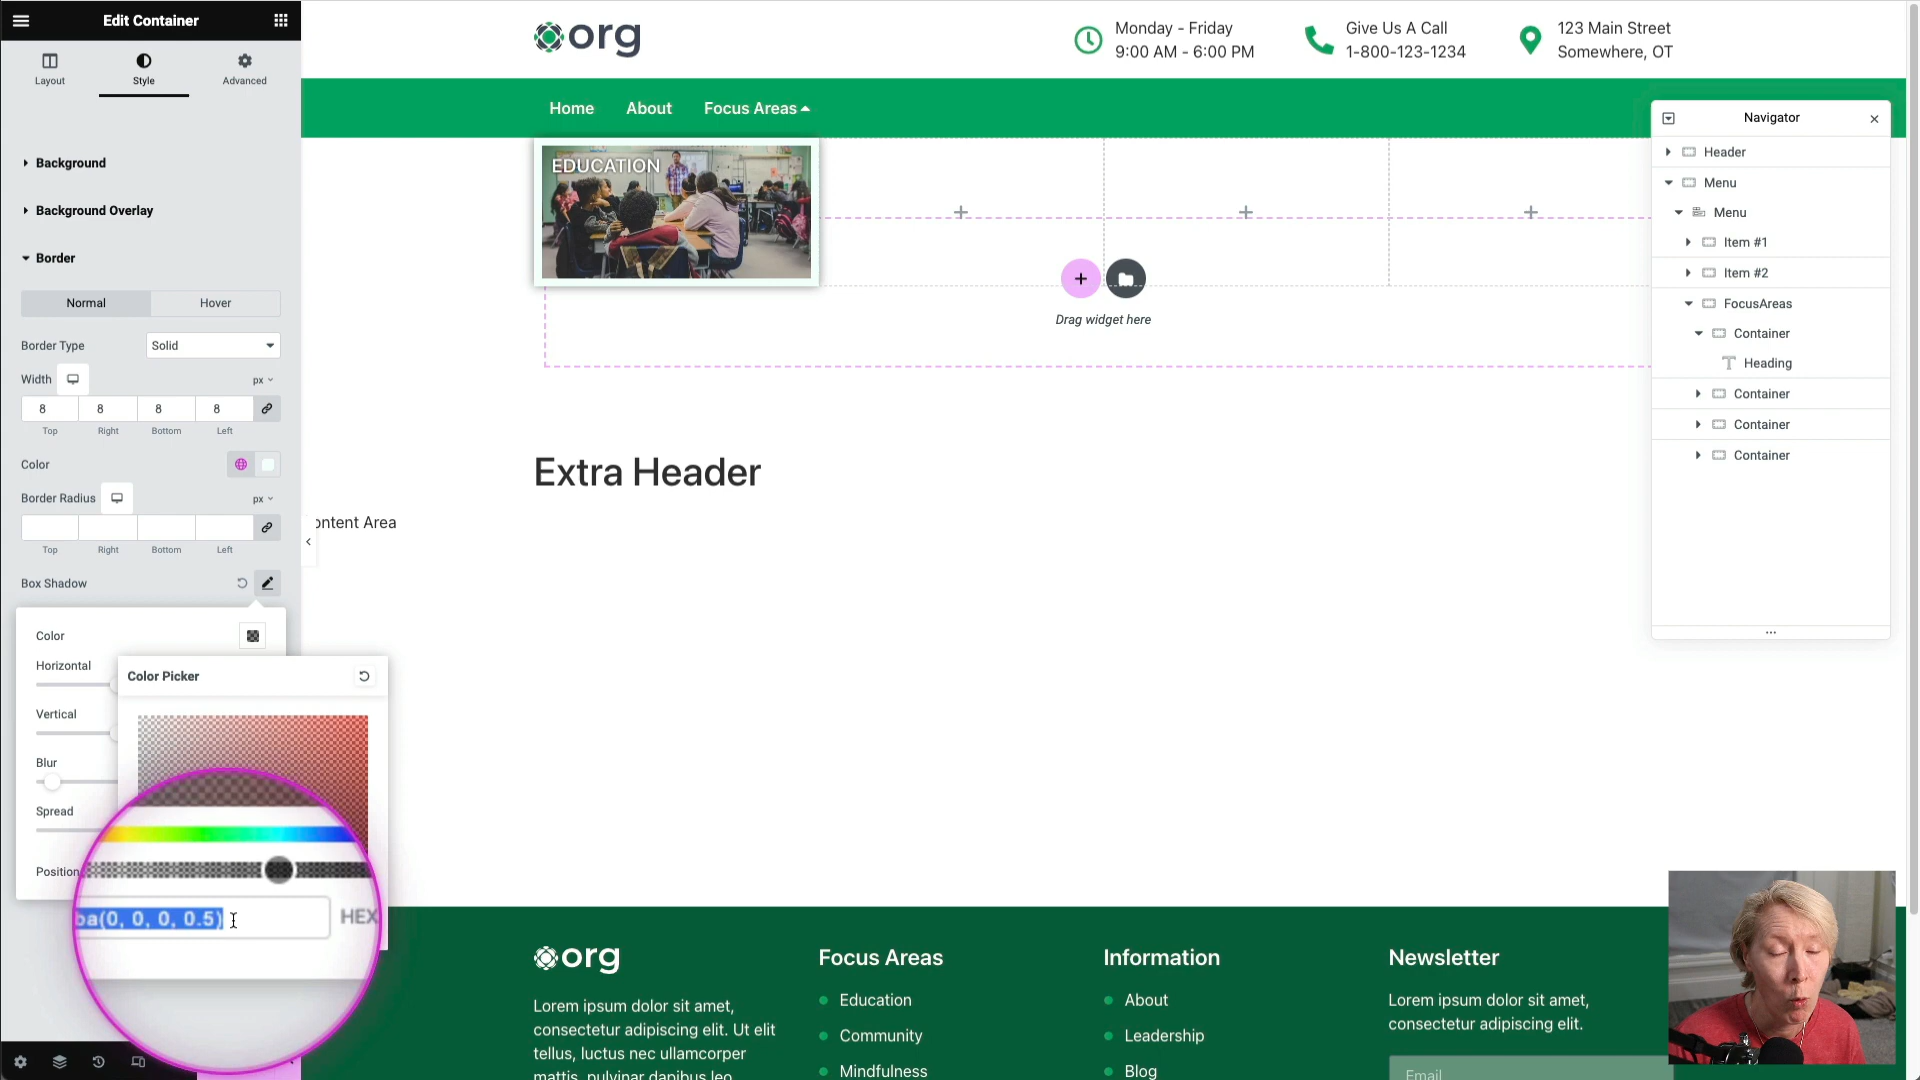 Edit Container
Layout
Style
Advanced
Background
Background Overlay
Border
Normal
Hover
Border Type
Solid
Width
px
8
8
8
8
Top
Right
Bottom
Left
Color
Border Radius
px
Top
Right
Bottom
Left
Box Shadow
Color
Horizontal
Vertical
Blur
Spread
Position
Color Picker
ba(0, 0, 0, 0.5)
HEX
org
Monday - Friday
9:00 AM - 6:00 PM
Give Us A Call
1-800-123-1234
123 Main Street
Somewhere, OT
Home
About
Focus Areas
EDUCATION
Drag widget here
Extra Header
ontent Area
Navigator
Header
Menu
Menu
Item #1
Item #2
FocusAreas
Container
Heading
Container
Container
Container
org
Lorem ipsum dolor sit amet,
consectetur adipiscing elit. Ut elit
tellus, luctus nec ullamcorper
mattis, pulvinar dapibus leo.
Focus Areas
Education
Community
Mindfulness
Information
About
Leadership
Blog
Newsletter
Lorem ipsum dolor sit amet,
consectetur adipiscing elit.
Email